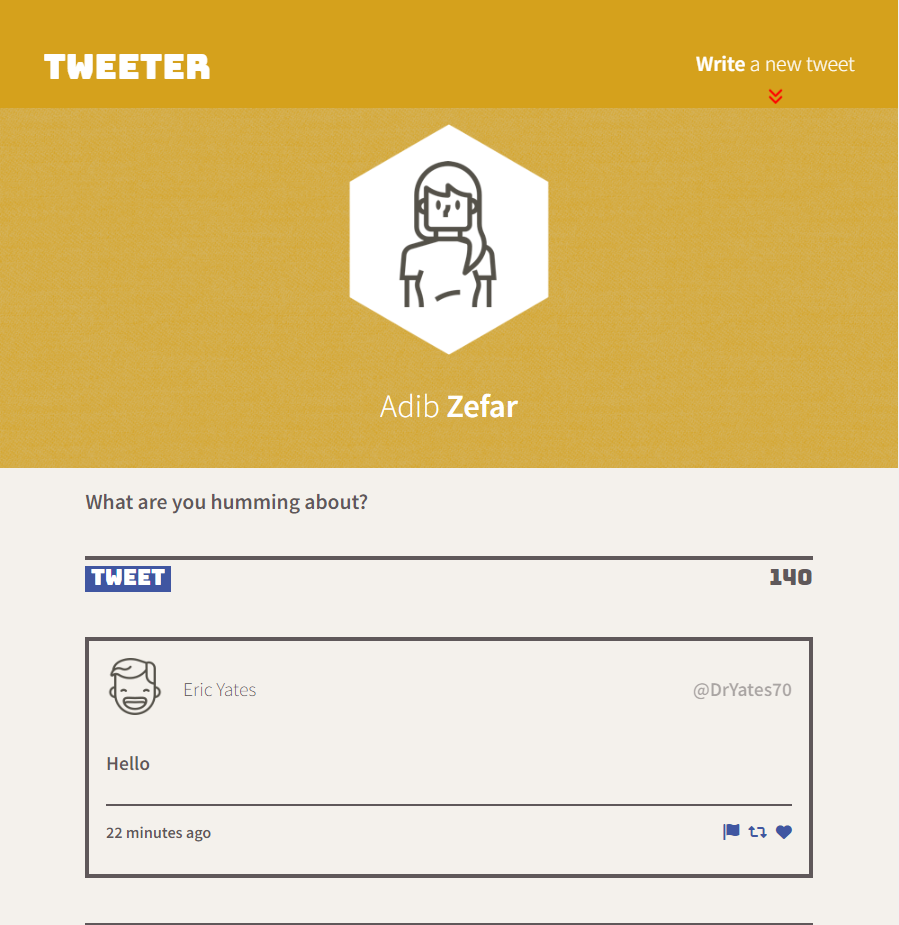 TWEETER
Write a new tweet
Adib Zefar
What are you humming about?
TWEET
140
Eric Yates
@DrYates70
Hello
22 minutes ago